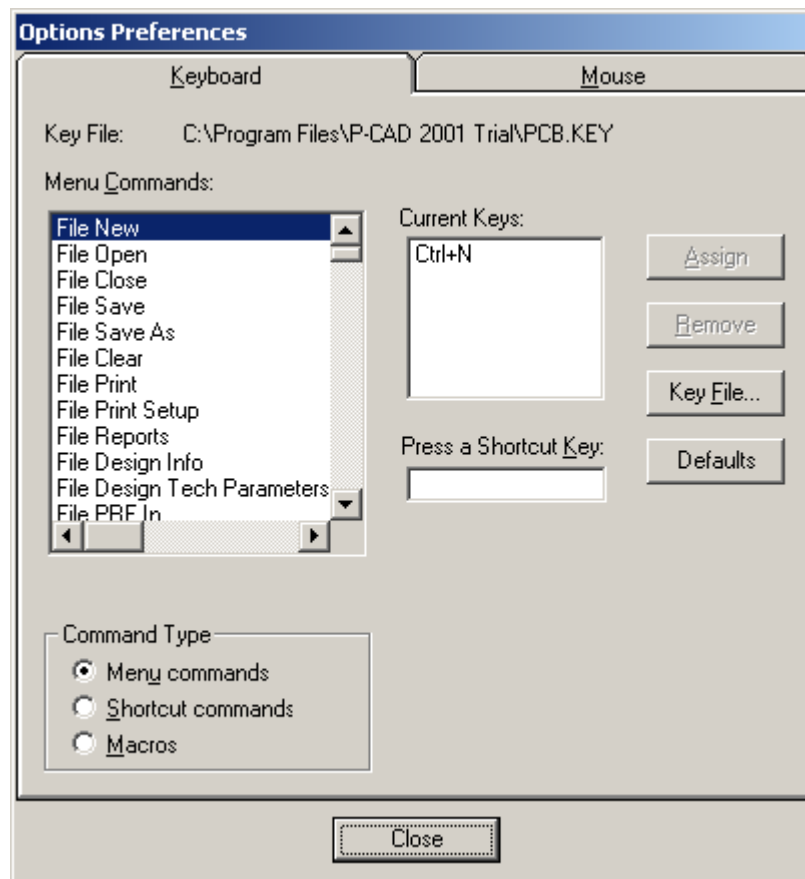 Options Preferences
Keyboard
Mouse
Key File: C:\Program Files\P-CAD 2001 Trial\PCB.KEY
Menu Commands:
File New
File Open
File Close
File Save
File Save As
File Clear
File Print
File Print Setup
File Reports
File Design Info
File Design Tech Parameters
File PBF In
Current Keys:
Ctrl+N
Press a Shortcut Key:
Assign
Remove
Key File...
Defaults
Command Type
Menu commands
Shortcut commands
Macros
Close